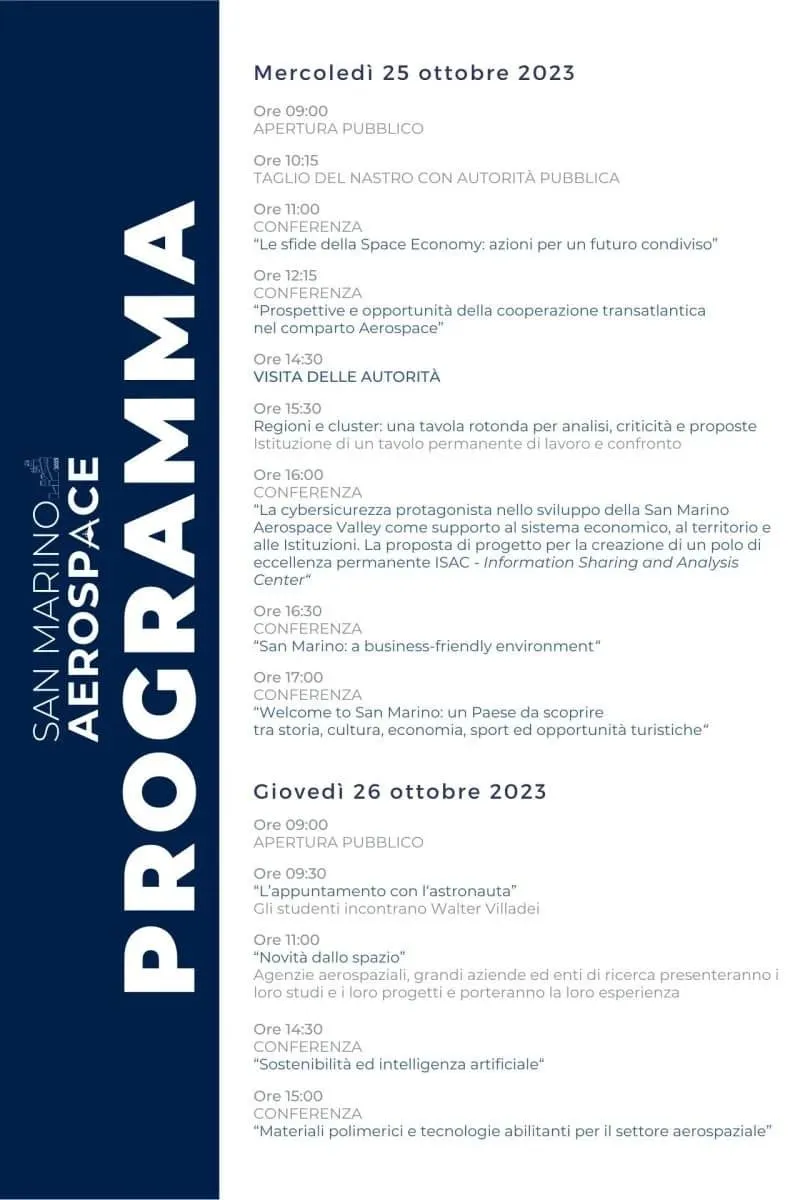 SAN MARINO
AEROSPACE
PROGRAMMA
Mercoledì 25 ottobre 2023
Ore 09:00
APERTURA PUBBLICO
Ore 10:15
TAGLIO DEL NASTRO CON AUTORITÀ PUBBLICA
Ore 11:00
CONFERENZA
“Le sfide della Space Economy: azioni per un futuro condiviso”
Ore 12:15
CONFERENZA
“Prospettive e opportunità della cooperazione transatlantica
nel comparto Aerospace”
Ore 14:30
VISITA DELLE AUTORITÀ
Ore 15:30
Regioni e cluster: una tavola rotonda per analisi, criticità e proposte
Istituzione di un tavolo permanente di lavoro e confronto
Ore 16:00
CONFERENZA
“La cybersicurezza protagonista nello sviluppo della San Marino
Aerospace Valley come supporto al sistema economico, al territorio e
alle Istituzioni. La proposta di progetto per la creazione di un polo di
eccellenza permanente ISAC - Information Sharing and Analysis
Center“
Ore 16:30
CONFERENZA
“San Marino: a business-friendly environment“
Ore 17:00
CONFERENZA
“Welcome to San Marino: un Paese da scoprire
tra storia, cultura, economia, sport ed opportunità turistiche“
Giovedì 26 ottobre 2023
Ore 09:00
APERTURA PUBBLICO
Ore 09:30
“L’appuntamento con l‘astronauta”
Gli studenti incontrano Walter Villadei
Ore 11:00
“Novità dallo spazio”
Agenzie aerospaziali, grandi aziende ed enti di ricerca presenteranno i
loro studi e i loro progetti e porteranno la loro esperienza
Ore 14:30
CONFERENZA
“Sostenibilità ed intelligenza artificiale“
Ore 15:00
CONFERENZA
“Materiali polimerici e tecnologie abilitanti per il settore aerospaziale”